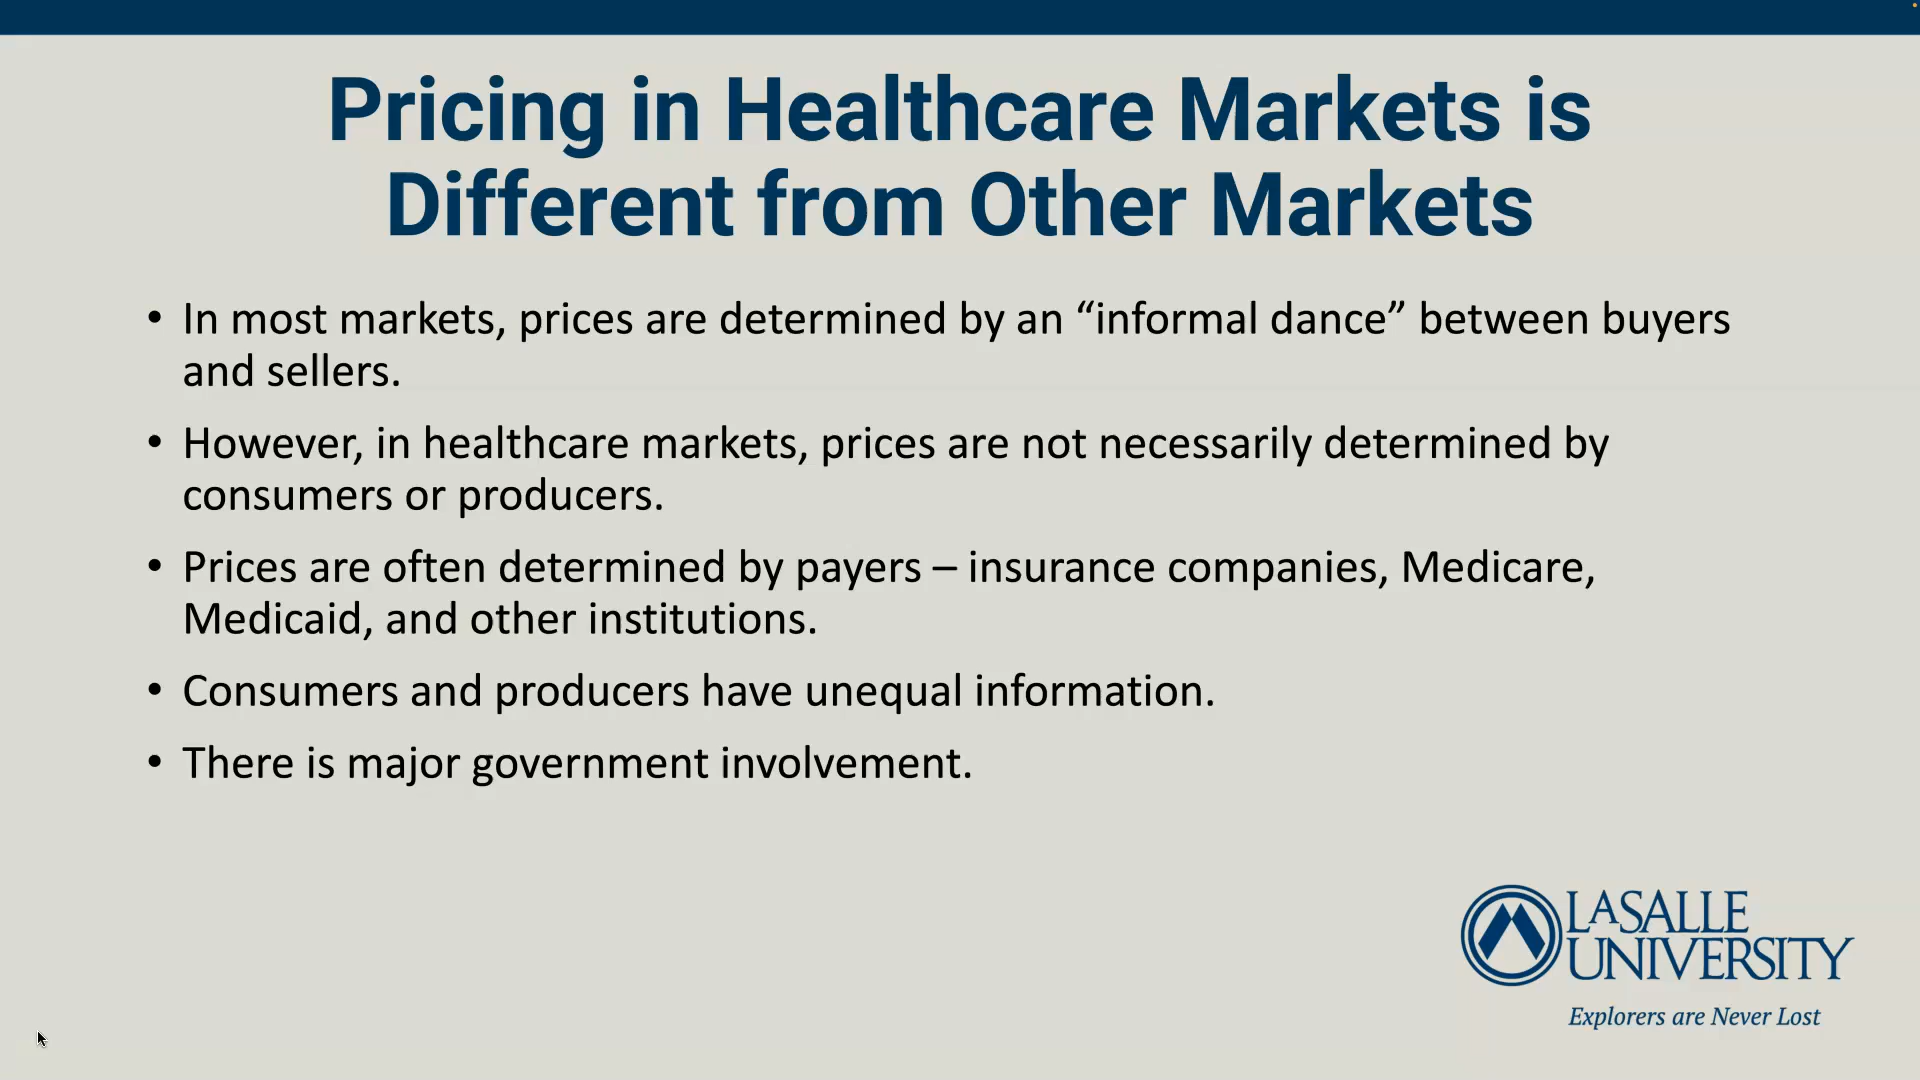 Pricing in Healthcare Markets is
Different from Other Markets
• In most markets, prices are determined by an “informal dance” between buyers
and sellers.
• However, in healthcare markets, prices are not necessarily determined by
consumers or producers.
• Prices are often determined by payers – insurance companies, Medicare,
Medicaid, and other institutions.
• Consumers and producers have unequal information.
• There is major government involvement.
LASALLE
UNIVERSITY
Explorers are Never Lost